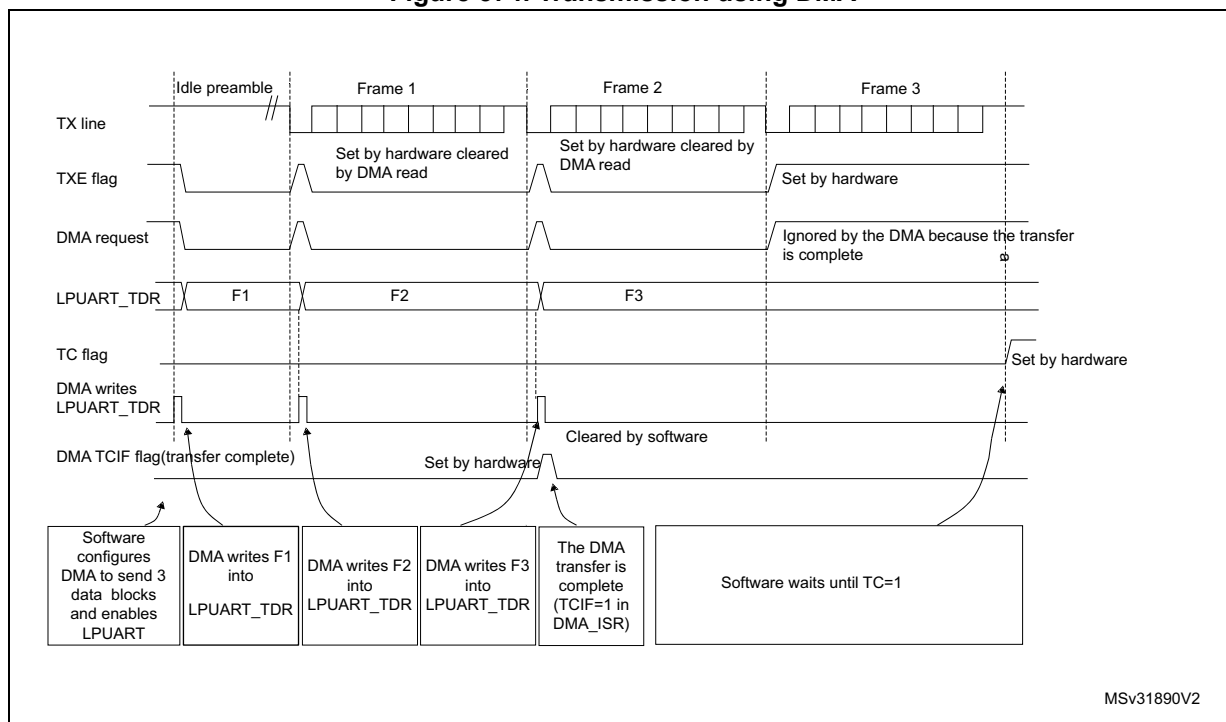 Idle preamble
Frame 1
Frame 2
Frame 3
TX line
Set by hardware cleared
by DMA read
Set by hardware cleared by
DMA read
TXE flag
Set by hardware
DMA request
Ignored by the DMA because the transfer
is complete
a
LPUART_TDR
F1
F2
F3
TC flag
Set by hardware
DMA writes
LPUART_TDR
Cleared by software
DMA TCIF flag(transfer complete)
Set by hardware
Software
configures
DMA to send 3
data blocks
and enables
LPUART
DMA writes F1
into
LPUART_TDR
DMA writes F2
into
LPUART_TDR
DMA writes F3
into
LPUART_TDR
The DMA
transfer is
complete
(TCIF=1 in
DMA_ISR)
Software waits until TC=1
MSv31890V2